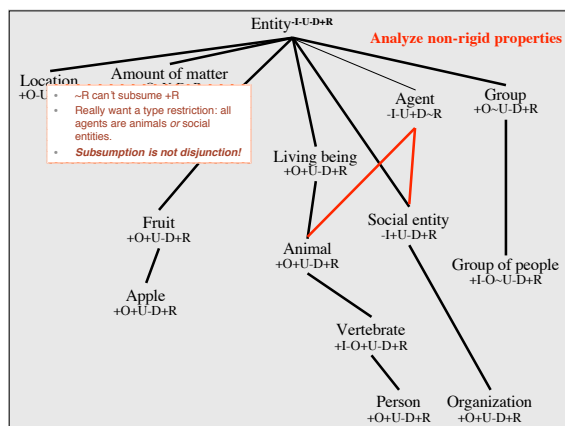 Entity-I-U-D+R
Analyze non-rigid properties
Location
Amount of matter
Agent
Group
+O-U
-I-U+D~R
+O~U-D+R
• ~R can't subsume +R
• Really want a type restriction: all
agents are animals or social
entities.
• Subsumption is not disjunction!
Living being
+O+U-D+R
Fruit
+O+U-D+R
Social entity
-I+U-D+R
Animal
+O+U-D+R
Group of people
+I-O~U-D+R
Apple
+O+U-D+R
Vertebrate
+I-O+U-D+R
Person
+O+U-D+R
Organization
+O+U-D+R